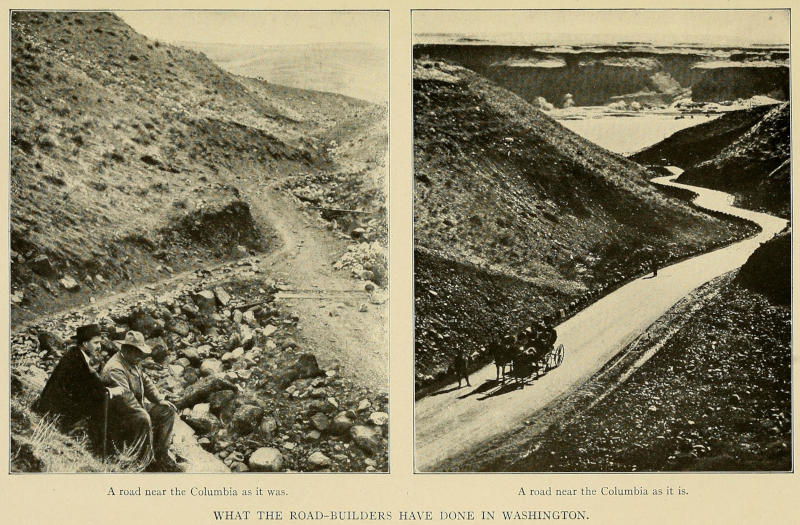 A road near the Columbia as it was.
A road near the Columbia as it is.
WHAT THE ROAD-BUILDERS HAVE DONE IN WASHINGTON.